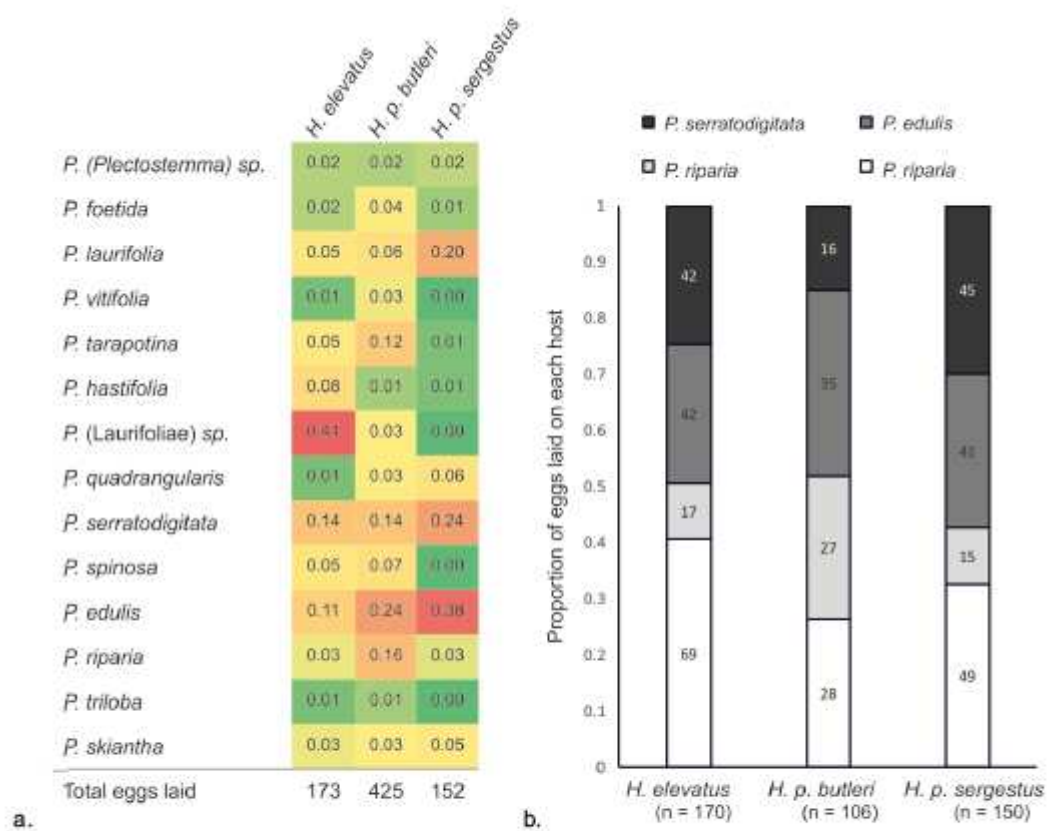 H. elevatus H. p. butleri H. p. sergestus
P. (Plectostemma) sp. 0.02 0.02 0.02
P. foetida 0.02 0.04 0.01
P. laurifolia 0.05 0.06 0.20
P. vitifolia 0.01 0.03 0.00
P. tarapotina 0.05 0.12 0.01
P. hastifolia 0.08 0.01 0.01
P. (Laurifoliae) sp. 0.41 0.03 0.00
P. quadrangularis 0.01 0.03 0.06
P. serratodigitata 0.14 0.14 0.24
P. spinosa 0.05 0.07 0.00
P. edulis 0.11 0.24 0.38
P. riparia 0.03 0.16 0.03
P. triloba 0.01 0.01 0.00
P. skiantha 0.03 0.03 0.05
Total eggs laid 173 425 152
a.
P. serratodigitata P. edulis
P. riparia P. riparia
Proportion of eggs laid on each host
1
0.9
0.8
0.7
0.6
0.5
0.4
0.3
0.2
0.1
0
42 16 45
42 35 41
17 27 15
69 28 49
H. elevatus H. p. butleri H. p. sergestus
(n = 170) (n = 106) (n = 150)
b.